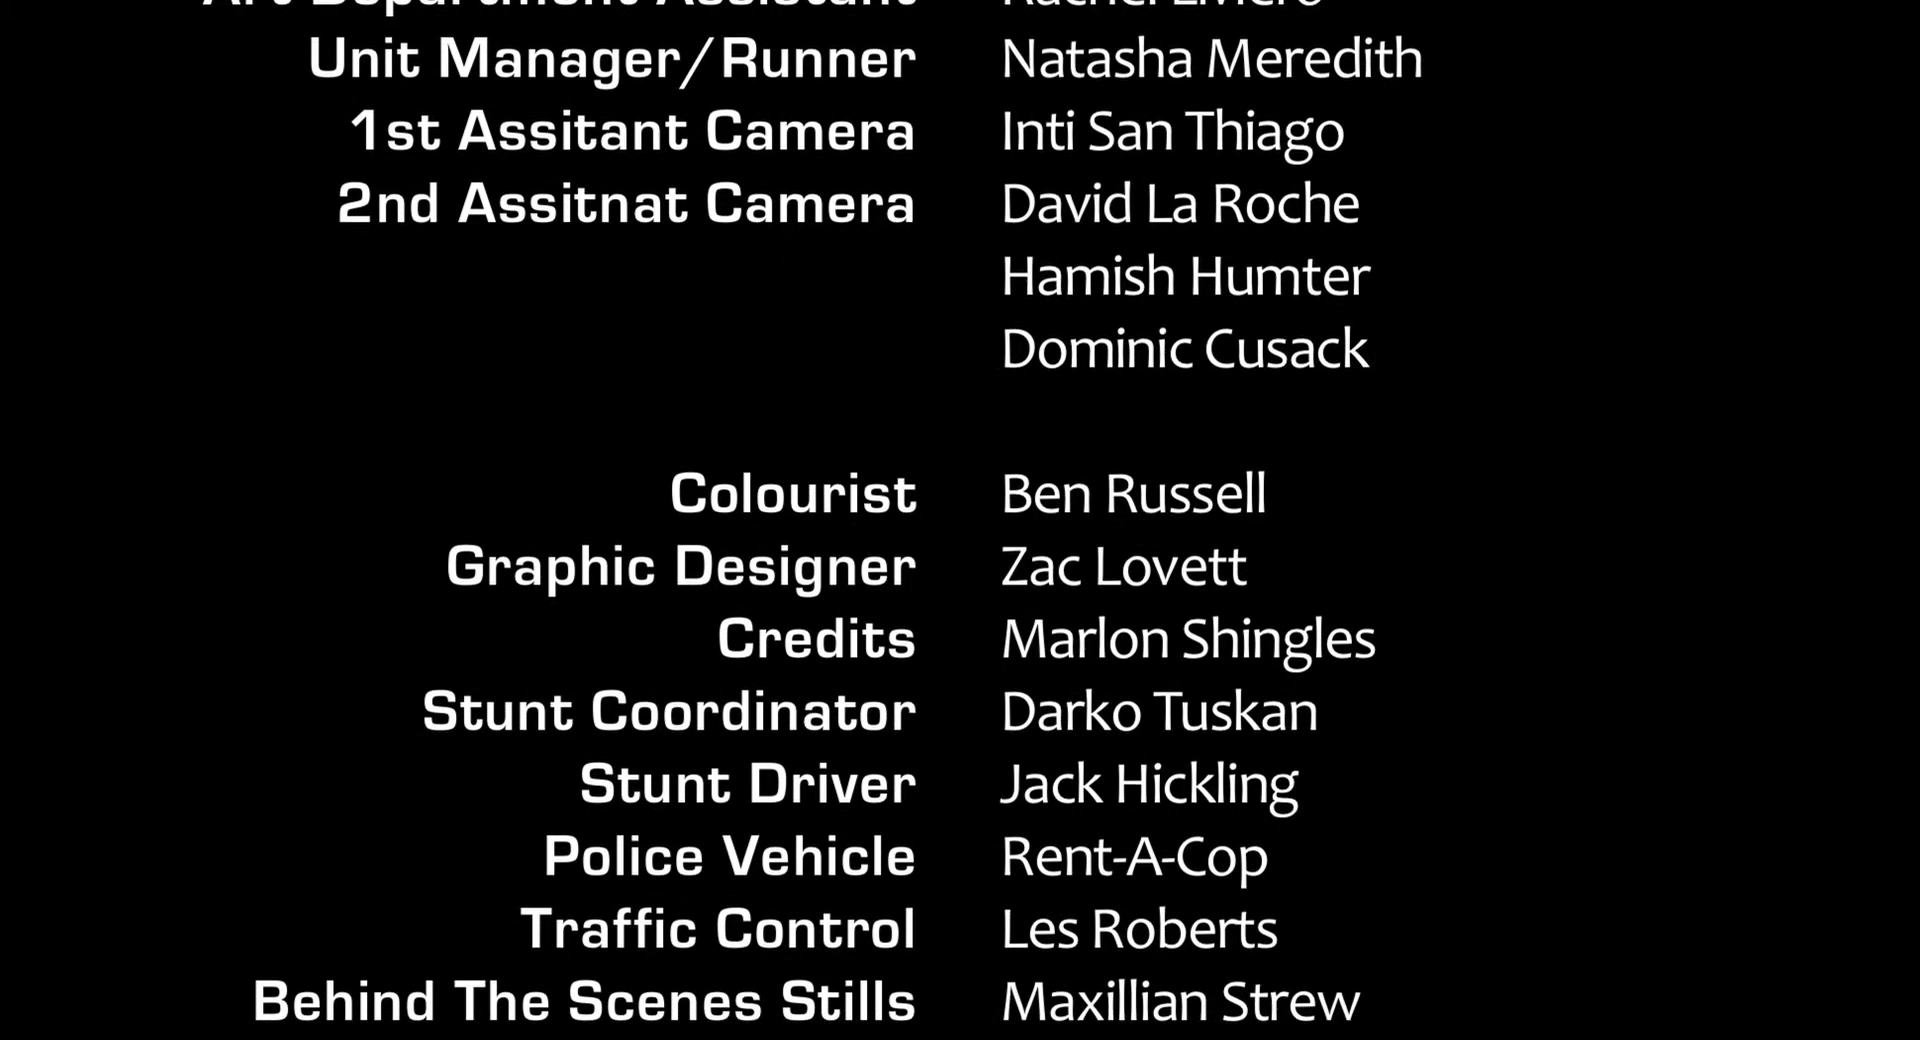 Art Department Assistant
Unit Manager/Runner Natasha Meredith
1st Assitant Camera Inti San Thiago
2nd Assitnat Camera David La Roche
Hamish Humter
Dominic Cusack
Colourist Ben Russell
Graphic Designer Zac Lovett
Credits Marlon Shingles
Stunt Coordinator Darko Tuskan
Stunt Driver Jack Hickling
Police Vehicle Rent-A-Cop
Traffic Control Les Roberts
Behind The Scenes Stills Maxillian Strew